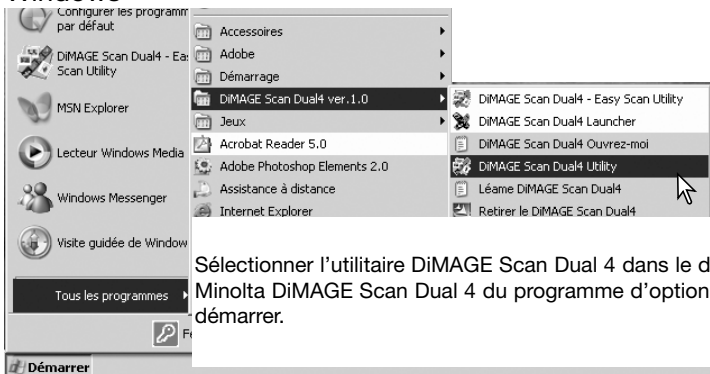 Windows
Configurer les programm
par défaut
DiMAGE Scan Dual4 - Ea
Scan Utility
MSN Explorer
Lecteur Windows Media
Windows Messenger
Visite guidée de Window
Tous les programmes
Démarrer
Accessoires
Adobe
Démarrage
DiMAGE Scan Dual4 ver.1.0
Jeux
Acrobat Reader 5.0
Adobe Photoshop Elements 2.0
Assistance à distance
Internet Explorer
DiMAGE Scan Dual4 - Easy Scan Utility
DiMAGE Scan Dual4 Launcher
DiMAGE Scan Dual4 Ouvrez-moi
DiMAGE Scan Dual4 Utility
Léame DiMAGE Scan Dual4
Retirer le DiMAGE Scan Dual4
Sélectionner l’utilitaire DiMAGE Scan Dual 4 dans le d
Minolta DiMAGE Scan Dual 4 du programme d’option
démarrer.